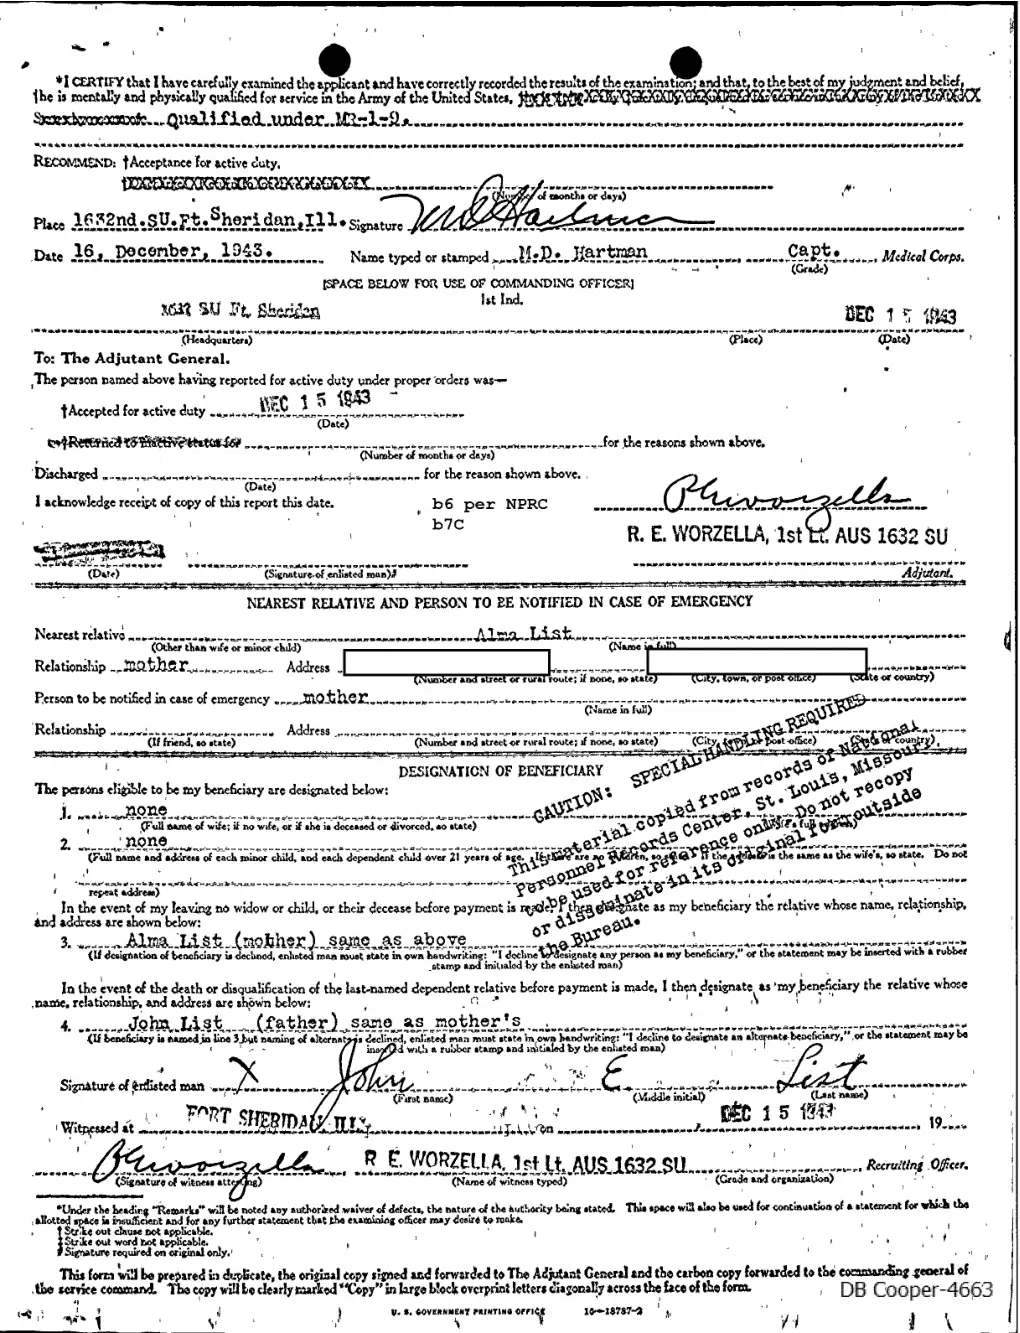 *I CERTIFY that I have carefully examined the applicant and have correctly recorded the results of the examination; and that, to the best of my judgment and belief,
he is mentally and physically qualified for service in the Army of the United States,
Qualified under MR-1-9.
RECOMMEND: †Acceptance for active duty.
(Number of months or days)
Place 1632nd.SU.Ft.Sheridan,Ill. Signature M D Hartman
Date 16, December, 1943. Name typed or stamped M.D. Hartman Capt. Medical Corps.
(Grade)
[SPACE BELOW FOR USE OF COMMANDING OFFICER]
1st Ind.
1632 SU Ft. Sheridan DEC 15 1943
(Headquarters) (Place) (Date)
To: The Adjutant General.
The person named above having reported for active duty under proper orders was—
†Accepted for active duty DEC 15 1943
(Date)
†Returned to inactive status for for the reasons shown above.
(Number of months or days)
Discharged for the reason shown above.
(Date)
I acknowledge receipt of copy of this report this date. b6 per NPRC
b7C
R E Worzella
R. E. WORZELLA, 1st Lt. AUS 1632 SU
(Date) (Signature of enlisted man)# Adjutant.
NEAREST RELATIVE AND PERSON TO BE NOTIFIED IN CASE OF EMERGENCY
Nearest relative Alma List
(Other than wife or minor child) (Name in full)
Relationship mother Address
(Number and street or rural route; if none, so state) (City, town, or post office) (State or country)
Person to be notified in case of emergency mother
(Name in full)
Relationship Address
(If friend, so state) (Number and street or rural route; if none, so state) (City, town, or post office) (State or country)
SPECIAL HANDLING REQUIRED
DESIGNATION OF BENEFICIARY
The persons eligible to be my beneficiary are designated below:
CAUTION:
This material copied from records of National
Personnel Records Center, St. Louis, Missouri
to be used for reference only. Do not recopy
or disseminate in its original form outside
the Bureau.
1. none
(Full name of wife; if no wife, or if she is deceased or divorced, so state)
2. none
(Full name and address of each minor child, and each dependent child over 21 years of age. If there are no children, so state. If the address is the same as the wife's, so state. Do not
repeat address)
In the event of my leaving no widow or child, or their decease before payment is made, I then designate as my beneficiary the relative whose name, relationship,
and address are shown below:
3. Alma List (mother) same as above
(If designation of beneficiary is declined, enlisted man must state in own handwriting: "I decline to designate any person as my beneficiary," or the statement may be inserted with a rubber
stamp and initialed by the enlisted man)
In the event of the death or disqualification of the last-named dependent relative before payment is made, I then designate as my beneficiary the relative whose
name, relationship, and address are shown below:
4. John List (father) same as mother's
(If beneficiary is named in line 3 but naming of alternate is declined, enlisted man must state in own handwriting: "I decline to designate an alternate beneficiary," or the statement may be
inserted with a rubber stamp and initialed by the enlisted man)
Signature of enlisted man X John E List
(First name) (Middle initial) (Last name)
Witnessed at FORT SHERIDAN, ILL. on DEC 15 1943, 19
R E Worzella R E. WORZELLA, 1st Lt. AUS 1632 SU, Recruiting Officer.
(Signature of witness attesting) (Name of witness typed) (Grade and organization)
*Under the heading "Remarks" will be noted any authorized waiver of defects, the nature of the authority being stated. This space will also be used for continuation of a statement for which the
allotted space is insufficient and for any further statement that the examining officer may desire to make.
†Strike out clause not applicable.
‡Strike out word not applicable.
#Signature required on original only.
This form will be prepared in duplicate, the original copy signed and forwarded to The Adjutant General and the carbon copy forwarded to the commanding general of
the service command. The copy will be clearly marked "Copy" in large block overprint letters diagonally across the face of the form.
DB Cooper-4663
U. S. GOVERNMENT PRINTING OFFICE 16—18787-2